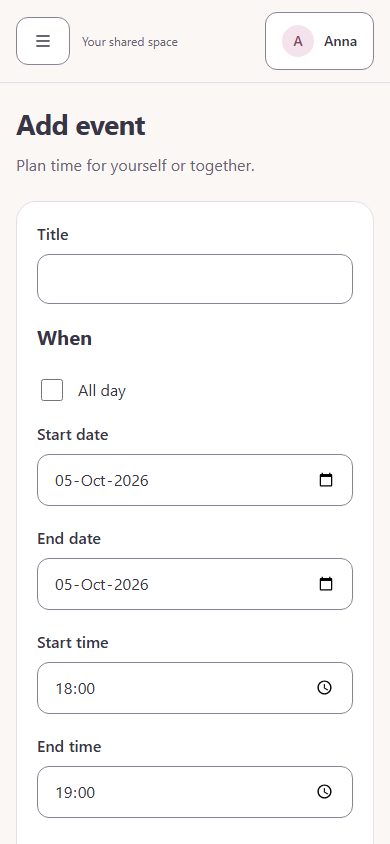 Your shared space
A
Anna
Add event
Plan time for yourself or together.
Title
When
All day
Start date
05-Oct-2026
End date
05-Oct-2026
Start time
18:00
End time
19:00